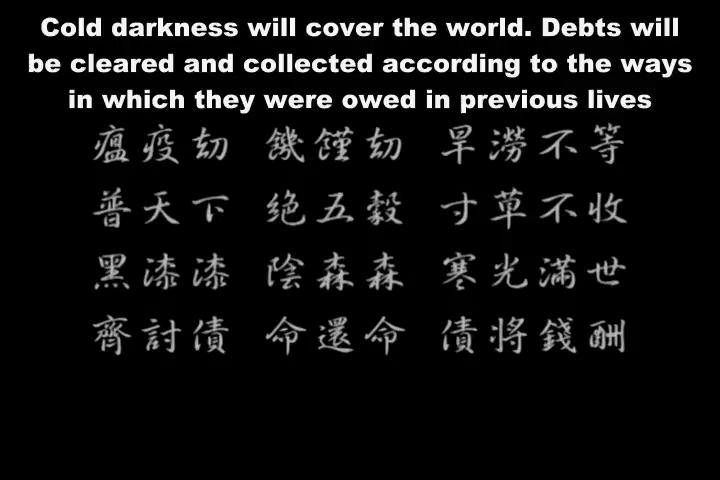 Cold darkness will cover the world. Debts will
be cleared and collected according to the ways
in which they were owed in previous lives
瘟疫劫 饑饉劫 旱澇不等
普天下 绝五穀 寸草不收
黑漆漆 陰森森 寒光滿世
齊討債 命還命 債將錢酬